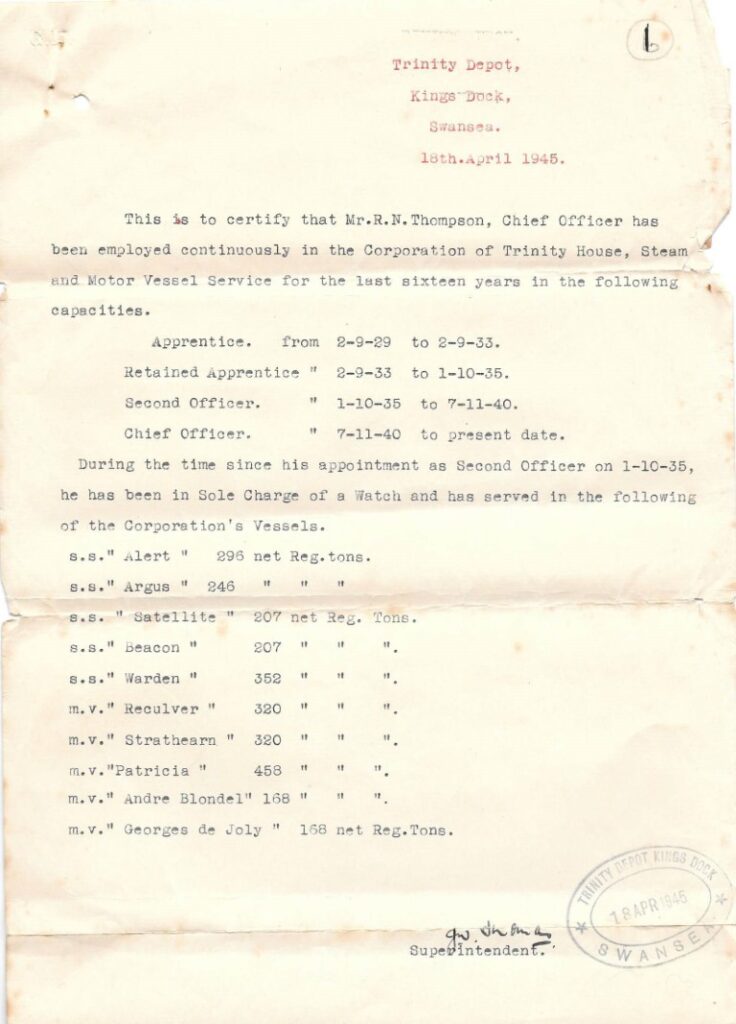 1
Trinity Depot,
Kings Dock,
Swansea.
18th.April 1945.
This is to certify that Mr.R.N.Thompson, Chief Officer has
been employed continuously in the Corporation of Trinity House, Steam
and Motor Vessel Service for the last sixteen years in the following
capacities.
Apprentice. from 2-9-29 to 2-9-33.
Retained Apprentice " 2-9-33 to 1-10-35.
Second Officer. " 1-10-35 to 7-11-40.
Chief Officer. " 7-11-40 to present date.
During the time since his appointment as Second Officer on 1-10-35,
he has been in Sole Charge of a Watch and has served in the following
of the Corporation's Vessels.
s.s." Alert " 296 net Reg.tons.
s.s." Argus " 246 " " "
s.s. " Satellite " 207 net Reg. Tons.
s.s." Beacon " 207 " " ".
s.s." Warden " 352 " " ".
m.v." Reculver " 320 " " ".
m.v." Strathearn " 320 " " ".
m.v."Patricia " 458 " " ".
m.v." Andre Blondel" 168 " " ".
m.v." Georges de Joly " 168 net Reg.Tons.
TRINITY DEPOT KINGS DOCK
18 APR 1945
SWANSEA
Superintendent.